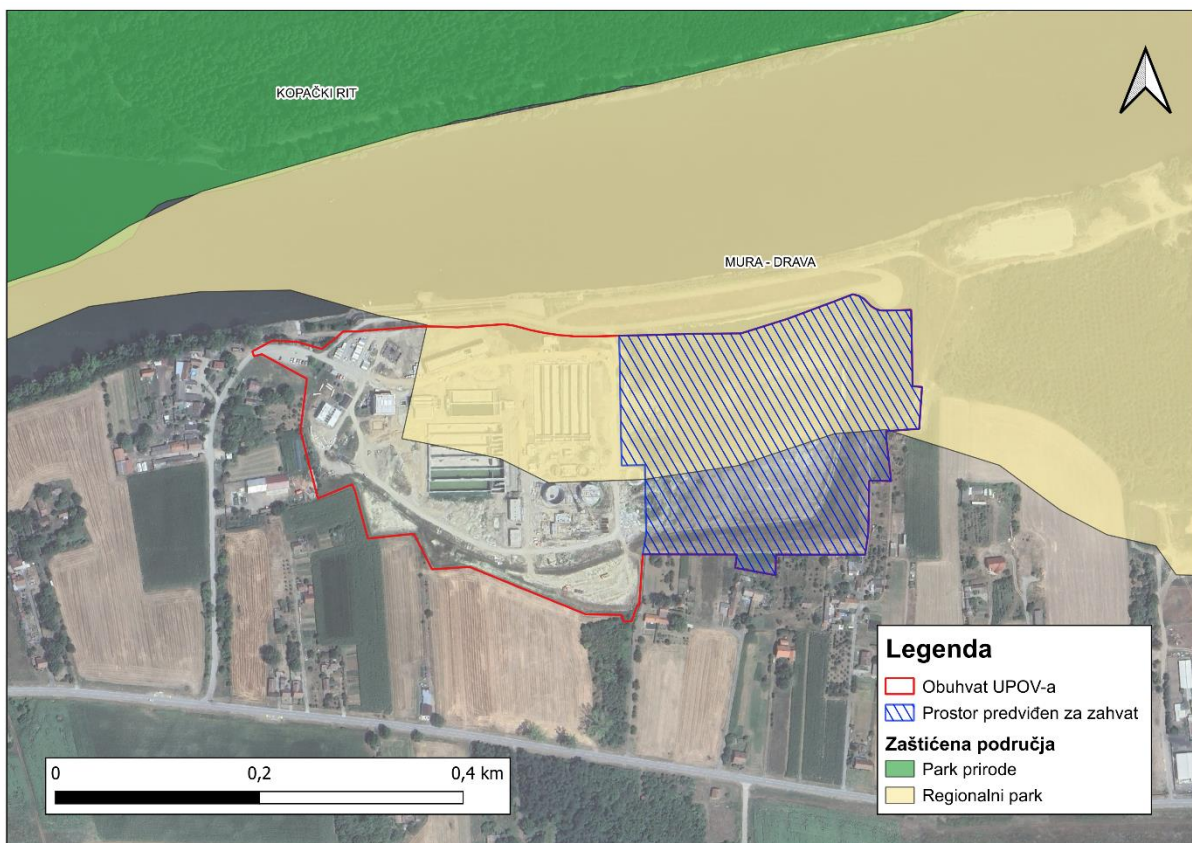 KOPAČKI RIT
MURA - DRAVA
Legenda
Obuhvat UPOV-a
Prostor predviđen za zahvat
Zaštićena područja
Park prirode
Regionalni park
0 0,2 0,4 km